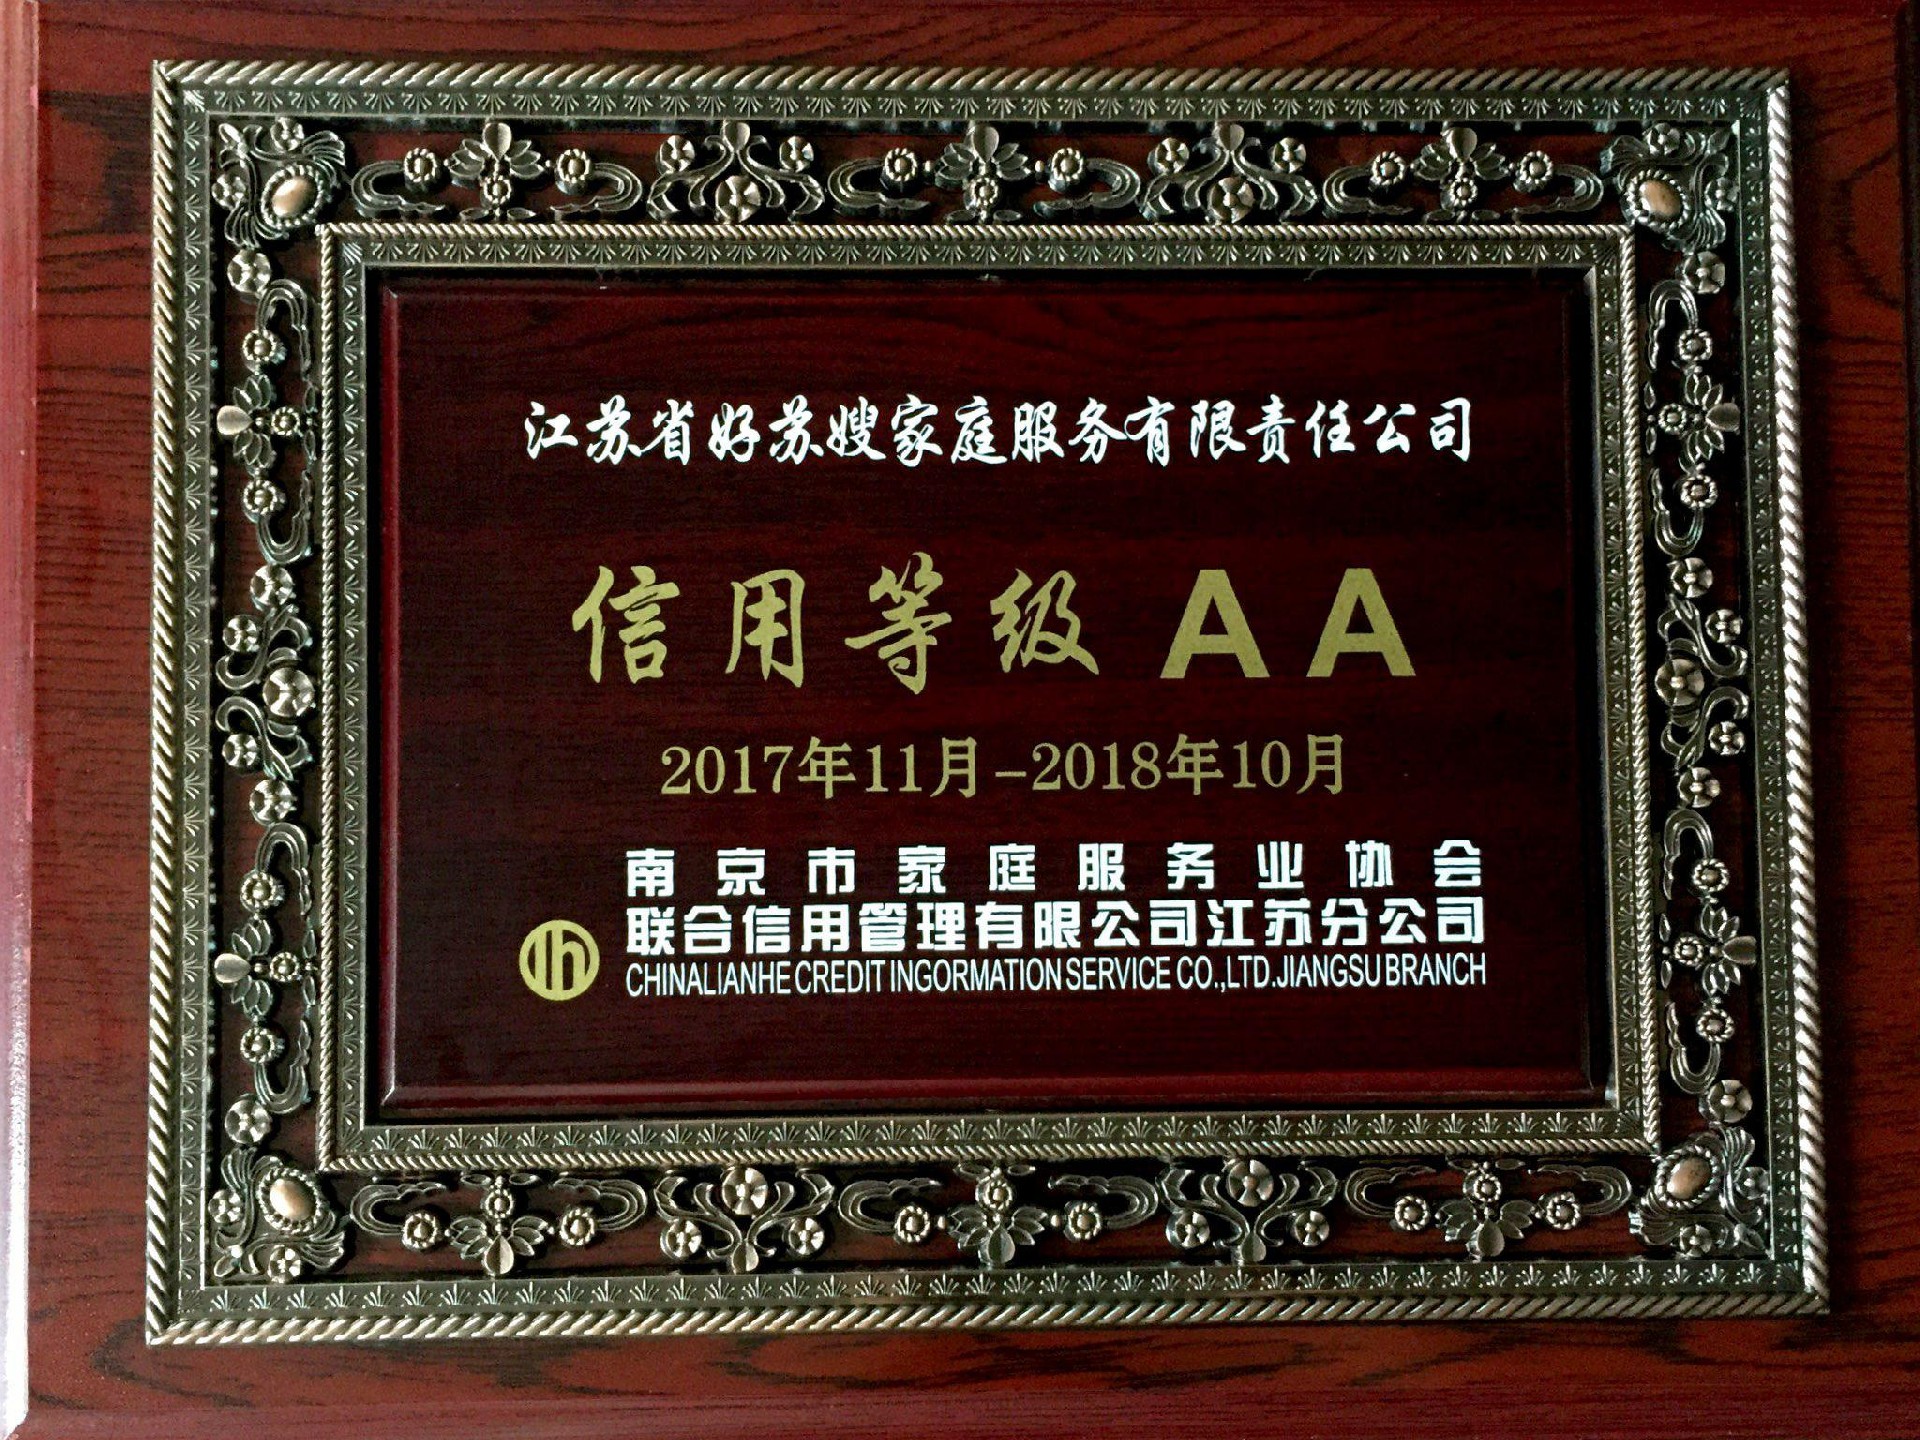 江苏省好苏嫂家庭服务有限责任公司
信用等级AA
2017年11月-2018年10月
南京市家庭服务业协会
联合信用管理有限公司江苏分公司
CHINALIANHE CREDIT INGORMATION SERVICE CO.,LTD.JIANGSU BRANCH